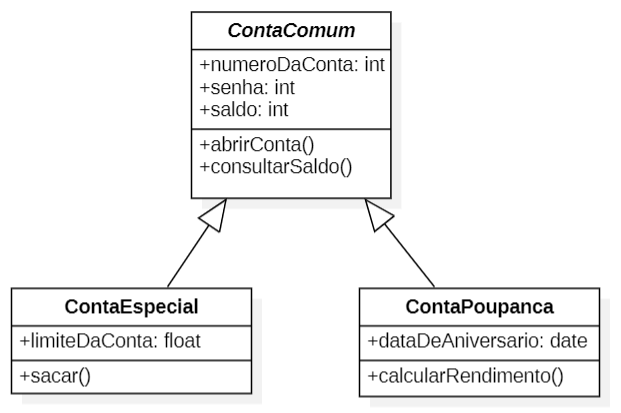 ContaComum
+numeroDaConta: int
+senha: int
+saldo: int
+abrirConta()
+consultarSaldo()
ContaEspecial
+limiteDaConta: float
+sacar()
ContaPoupanca
+dataDeAniversario: date
+calcularRendimento()